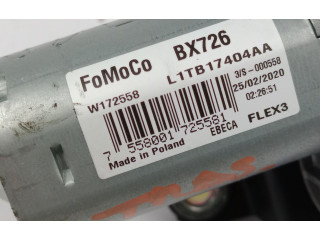 FoMoCo BX726
W172558 L1TB17404AA
3/S-000558
25/02/2020
02:26:51
7 558001 725581
Made in Poland EBECA FLEX3